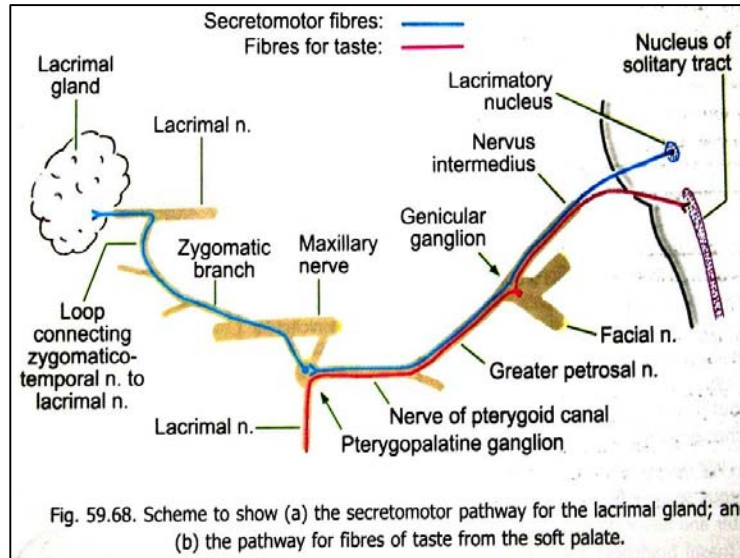 Secretomotor fibres:
Fibres for taste:
Nucleus of
solitary tract
Lacrimal
gland
Lacrimatory
nucleus
Lacrimal n.
Nervus
intermedius
Genicular
ganglion
Zygomatic
branch
Maxillary
nerve
Loop
connecting
zygomatico-
temporal n. to
lacrimal n.
Facial n.
Greater petrosal n.
Nerve of pterygoid canal
Lacrimal n.
Pterygopalatine ganglion
Fig. 59.68. Scheme to show (a) the secretomotor pathway for the lacrimal gland; an
(b) the pathway for fibres of taste from the soft palate.